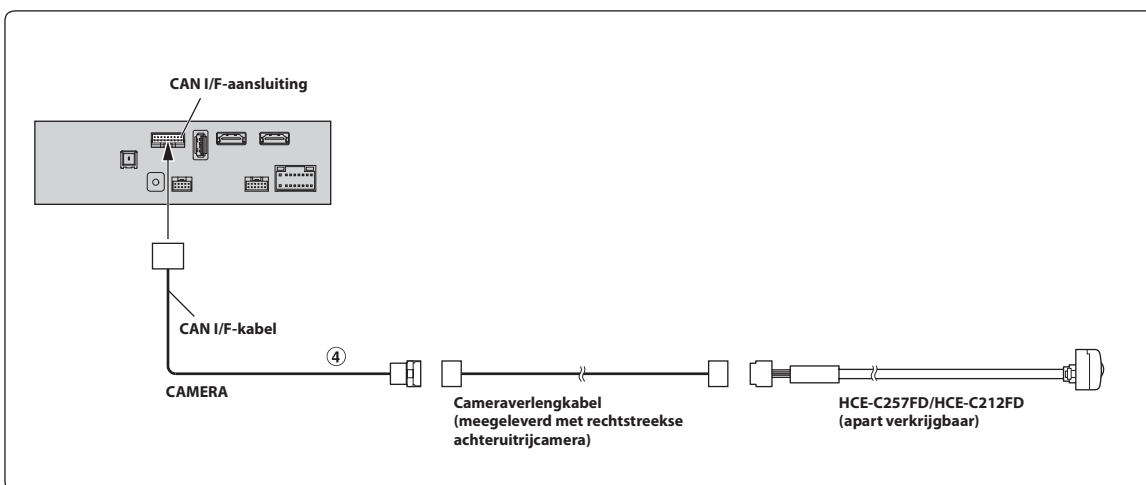 CAN I/F-aansluiting
CAN I/F-kabel
④
CAMERA
Cameraverlengkabel
(meegeleverd met rechtstreekse
achteruitrijcamera)
HCE-C257FD/HCE-C212FD
(apart verkrijgbaar)